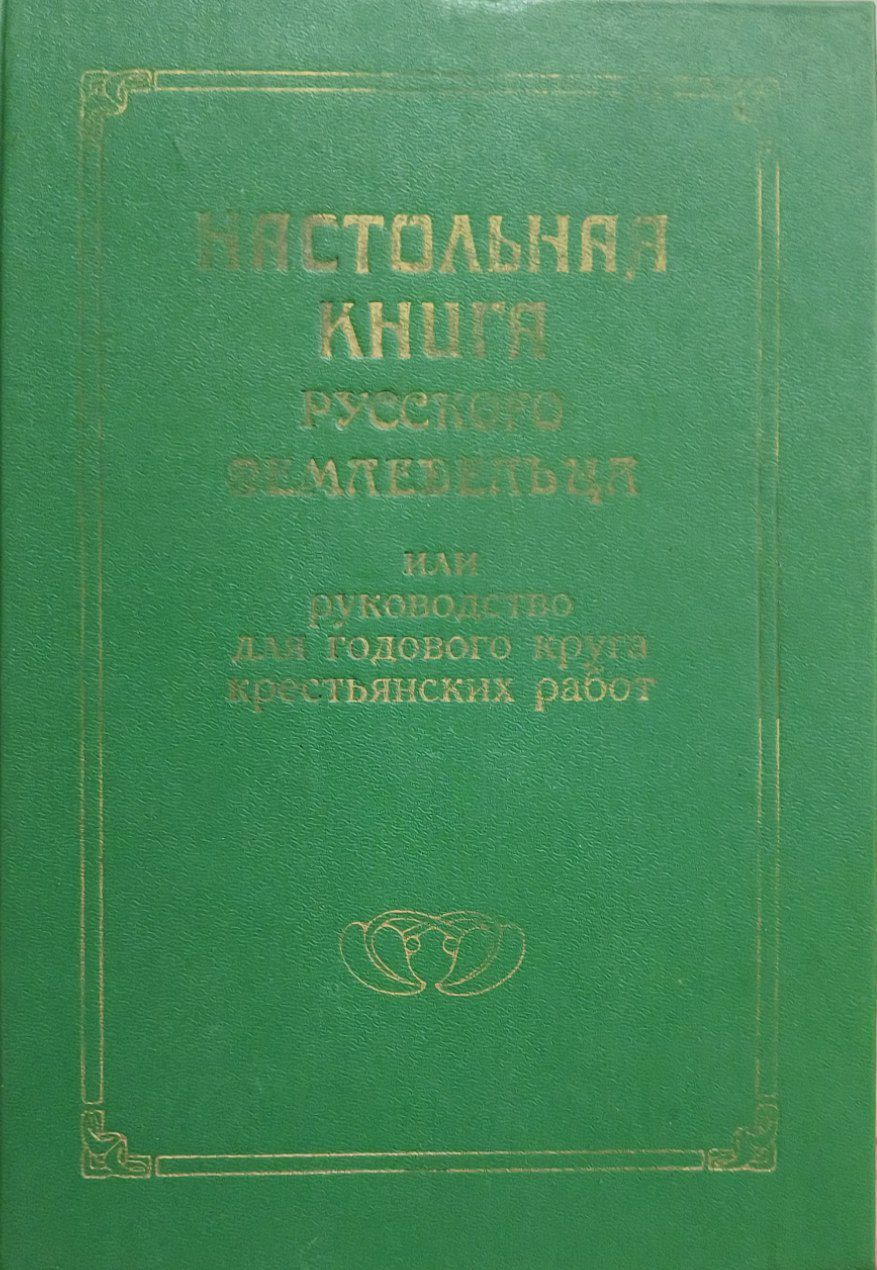 НАСТОЛЬНАЯ
КНИГА
РУССКОГО
ЗЕМЛЕДЕЛЬЦА
или
руководство
для годового круга
крестьянских работ